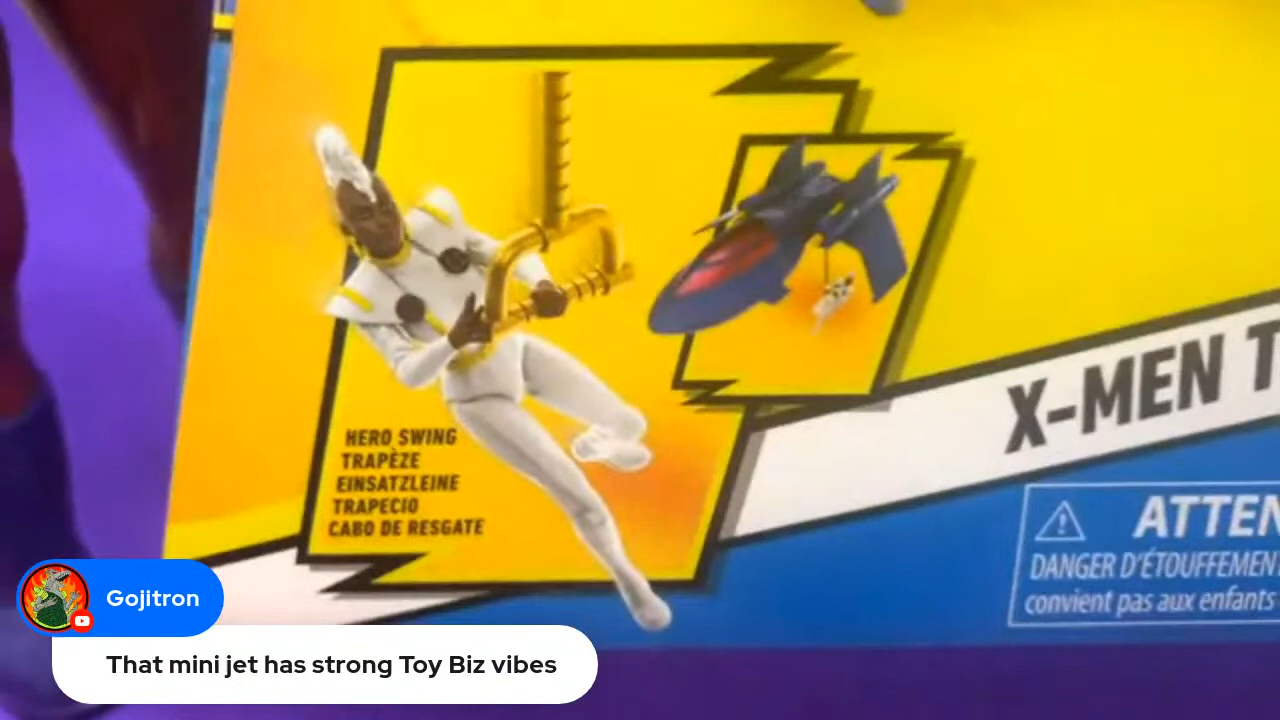 HERO SWING
TRAPÈZE
EINSATZLEINE
TRAPECIO
CABO DE RESGATE
X-MEN T
ATTEN
DANGER D'ÉTOUFFEMEN
convient pas aux enfants
Gojitron
That mini jet has strong Toy Biz vibes